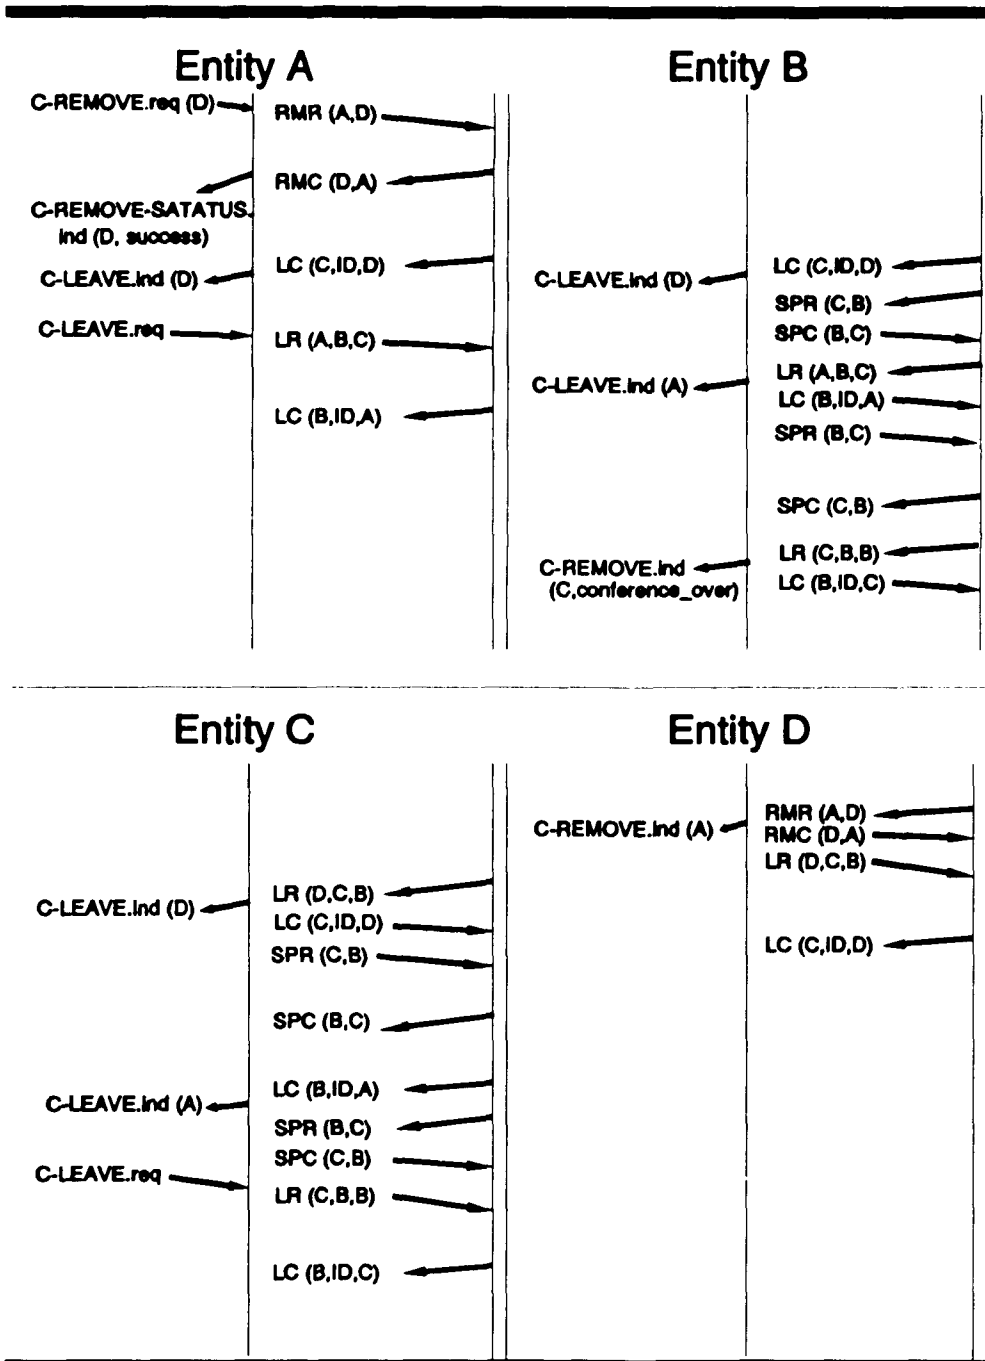 Entity A
C-REMOVE.req (D)
RMR (A,D)
RMC (D,A)
C-REMOVE-SATATUS.
ind (D, success)
LC (C,ID,D)
C-LEAVE.ind (D)
C-LEAVE.req
LR (A,B,C)
LC (B,ID,A)
Entity B
LC (C,ID,D)
C-LEAVE.ind (D)
SPR (C,B)
SPC (B,C)
LR (A,B,C)
C-LEAVE.ind (A)
LC (B,ID,A)
SPR (B,C)
SPC (C,B)
LR (C,B,B)
C-REMOVE.ind
(C,conference_over)
LC (B,ID,C)
Entity C
LR (D,C,B)
C-LEAVE.ind (D)
LC (C,ID,D)
SPR (C,B)
SPC (B,C)
LC (B,ID,A)
C-LEAVE.ind (A)
SPR (B,C)
SPC (C,B)
C-LEAVE.req
LR (C,B,B)
LC (B,ID,C)
Entity D
RMR (A,D)
C-REMOVE.ind (A)
RMC (D,A)
LR (D,C,B)
LC (C,ID,D)